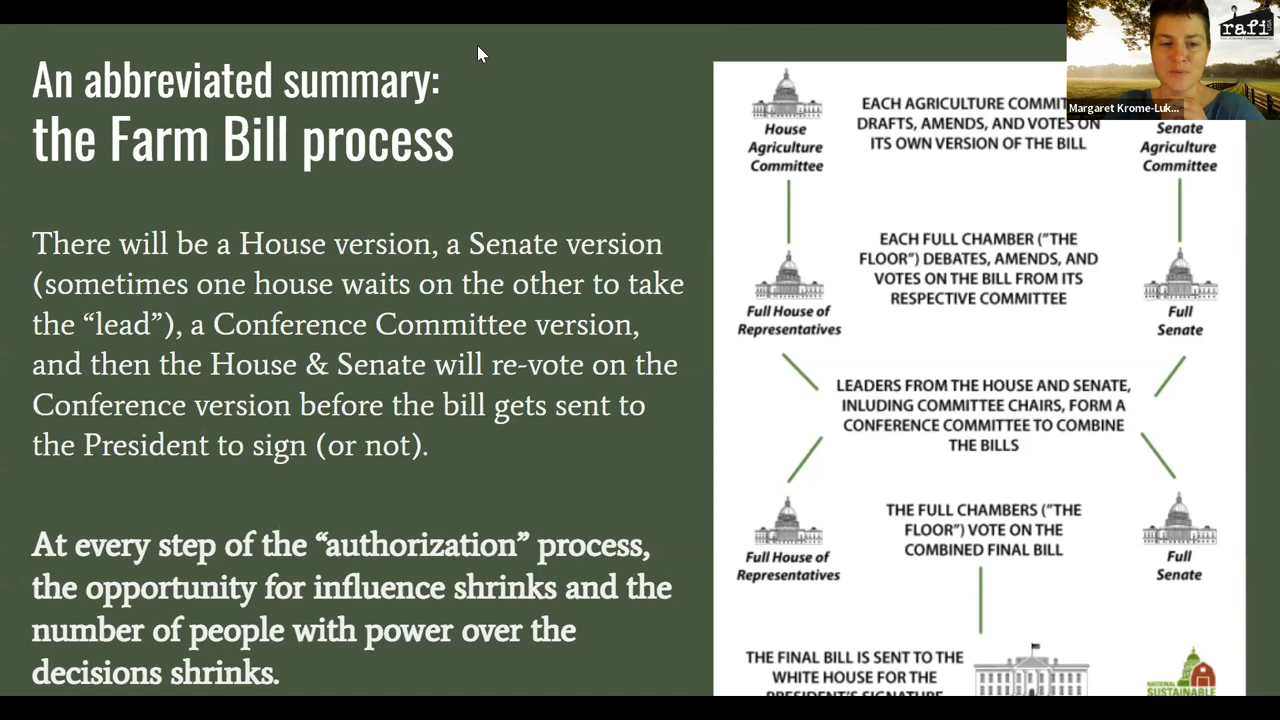 An abbreviated summary:
the Farm Bill process
There will be a House version, a Senate version
(sometimes one house waits on the other to take
the “lead”), a Conference Committee version,
and then the House & Senate will re-vote on the
Conference version before the bill gets sent to
the President to sign (or not).
At every step of the “authorization” process,
the opportunity for influence shrinks and the
number of people with power over the
decisions shrinks.
rafi
Margaret Krome-Luk...
House
Agriculture
Committee
EACH AGRICULTURE
DRAFTS, AMENDS, AND VOTES ON
ITS OWN VERSION OF THE BILL
Senate
Agriculture
Committee
EACH FULL CHAMBER ("THE
FLOOR") DEBATES, AMENDS, AND
VOTES ON THE BILL FROM ITS
RESPECTIVE COMMITTEE
Full House of
Representatives
Full
Senate
LEADERS FROM THE HOUSE AND SENATE,
INLUDING COMMITTEE CHAIRS, FORM A
CONFERENCE COMMITTEE TO COMBINE
THE BILLS
Full House of
Representatives
THE FULL CHAMBERS ("THE
FLOOR") VOTE ON THE
COMBINED FINAL BILL
Full
Senate
THE FINAL BILL IS SENT TO THE
WHITE HOUSE FOR THE
PRESIDENT'S SIGNATURE
NATIONAL
SUSTAINABLE